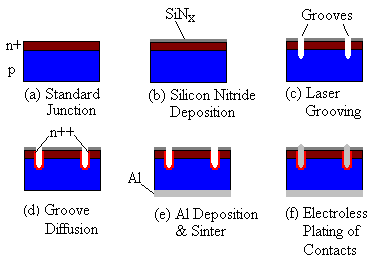 SiNx
Grooves
n+
p
(a) Standard
Junction
(b) Silicon Nitride
Deposition
(c) Laser
Grooving
n++
Al
(d) Groove
Diffusion
(e) Al Deposition
& Sinter
(f) Electroless
Plating of
Contacts